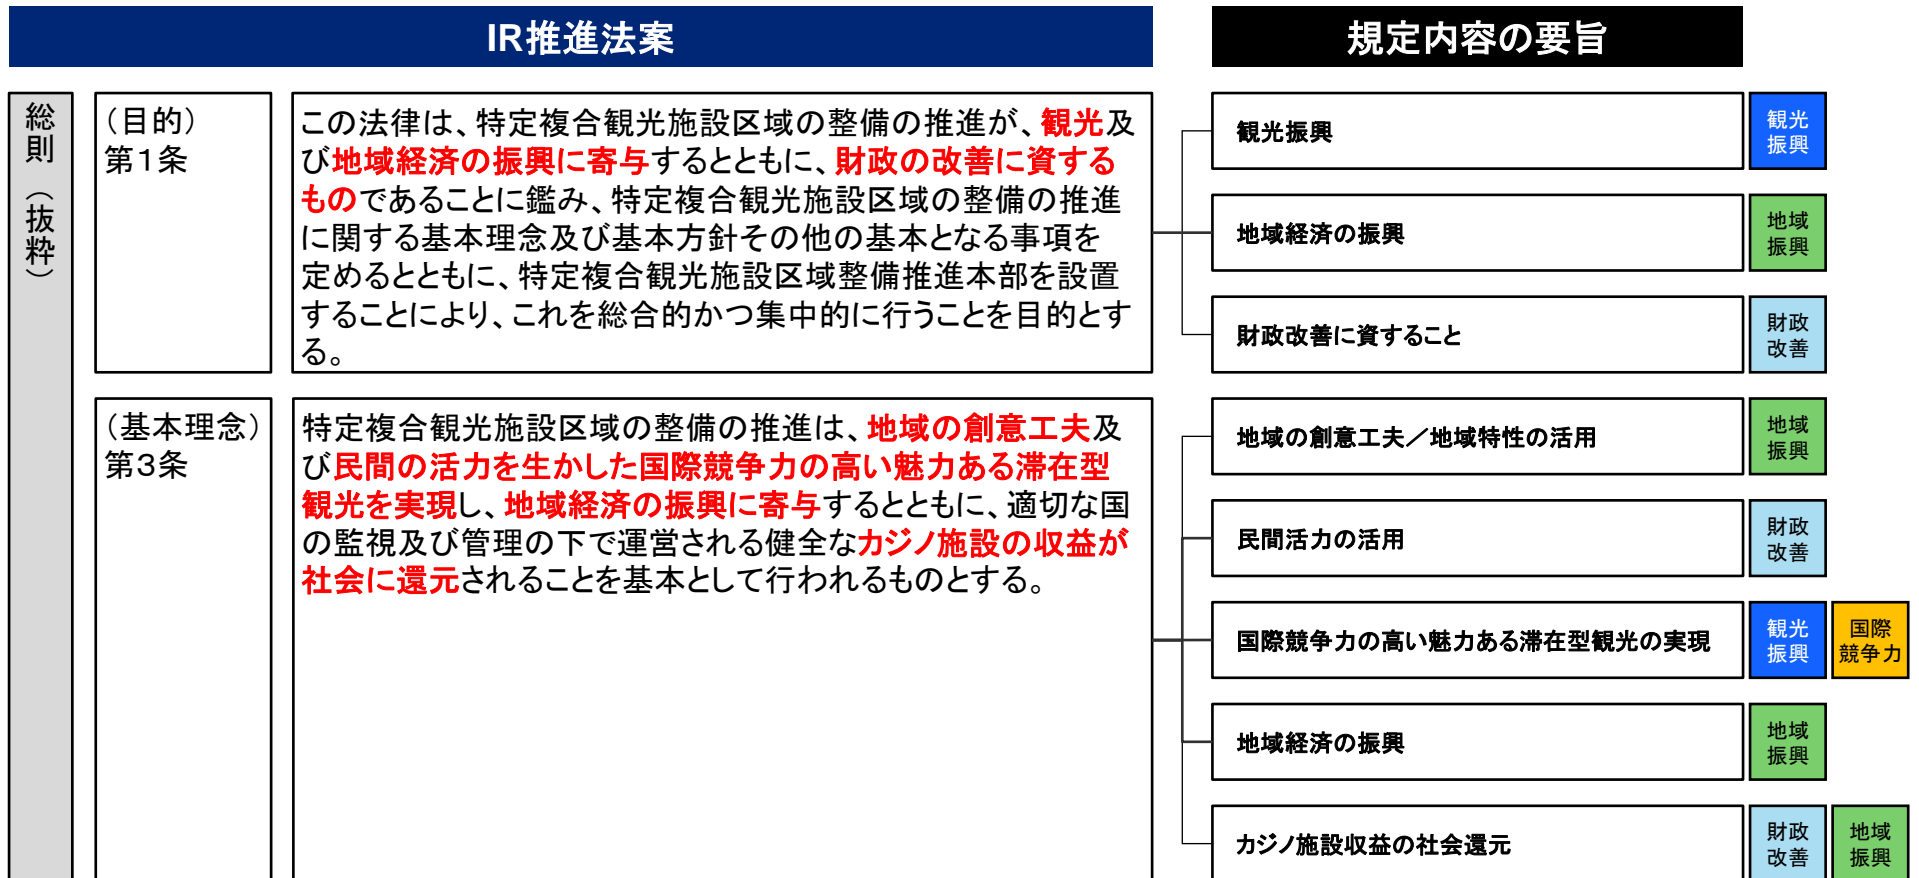 IR推進法案
規定内容の要旨
総則（抜粋）
（目的）
第１条
この法律は、特定複合観光施設区域の整備の推進が、観光及
び地域経済の振興に寄与するとともに、財政の改善に資する
ものであることに鑑み、特定複合観光施設区域の整備の推進
に関する基本理念及び基本方針その他の基本となる事項を
定めるとともに、特定複合観光施設区域整備推進本部を設置
することにより、これを総合的かつ集中的に行うことを目的とす
る。
観光振興
観光
振興
地域経済の振興
地域
振興
財政改善に資すること
財政
改善
（基本理念）
第３条
特定複合観光施設区域の整備の推進は、地域の創意工夫及
び民間の活力を生かした国際競争力の高い魅力ある滞在型
観光を実現し、地域経済の振興に寄与するとともに、適切な国
の監視及び管理の下で運営される健全なカジノ施設の収益が
社会に還元されることを基本として行われるものとする。
地域の創意工夫／地域特性の活用
地域
振興
民間活力の活用
財政
改善
国際競争力の高い魅力ある滞在型観光の実現
観光
振興
国際
競争力
地域経済の振興
地域
振興
カジノ施設収益の社会還元
財政
改善
地域
振興